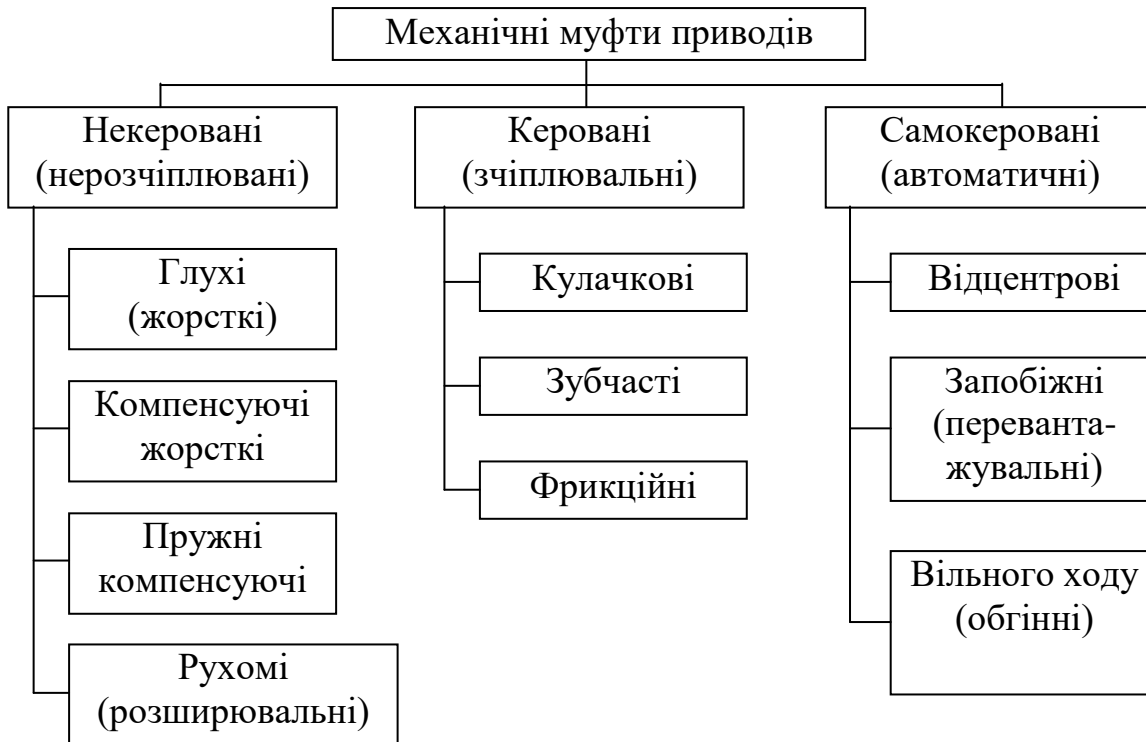 Механічні муфти приводів
Некеровані
(нерозчіплювані)
Глухі
(жорсткі)
Компенсуючі
жорсткі
Пружні
компенсуючі
Рухомі
(розширювальні)
Керовані
(зчіплювальні)
Кулачкові
Зубчасті
Фрикційні
Самокеровані
(автоматичні)
Відцентрові
Запобіжні
(переванта-
жувальні)
Вільного ходу
(обгінні)